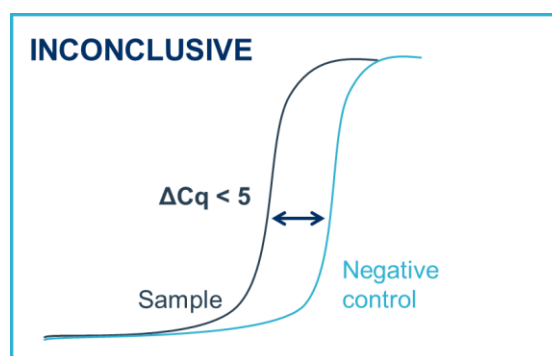 INCONCLUSIVE
ΔCq < 5
Sample
Negative
control